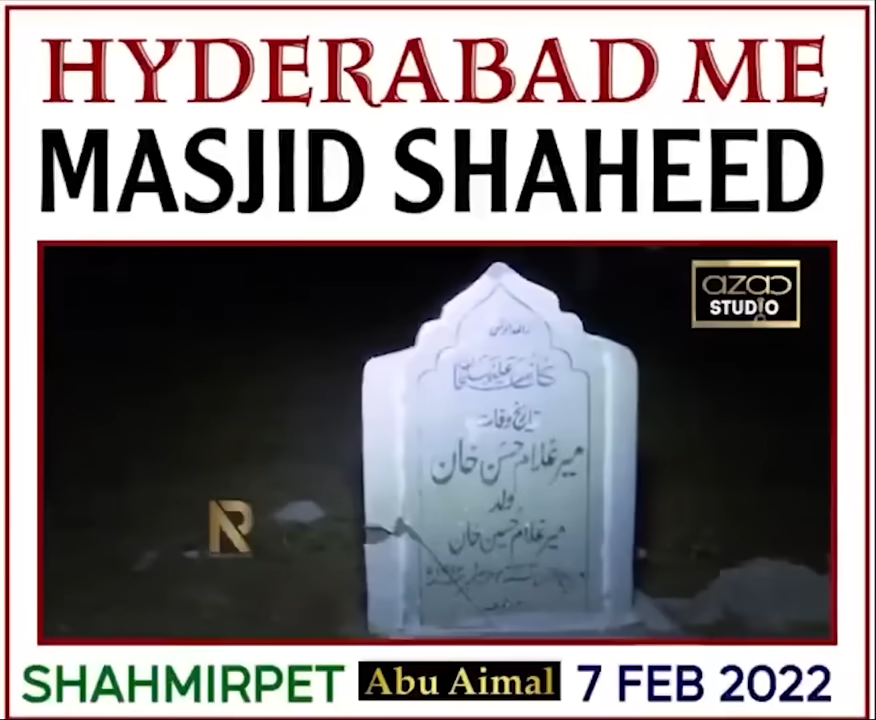 HYDERABAD ME
MASJID SHAHEED
azad
STUDIO
تاریخ وفات
میر غلام حسن خان
ولد
میر غلام حسین خان
R
SHAHMIRPET
Abu Aimal
7 FEB 2022